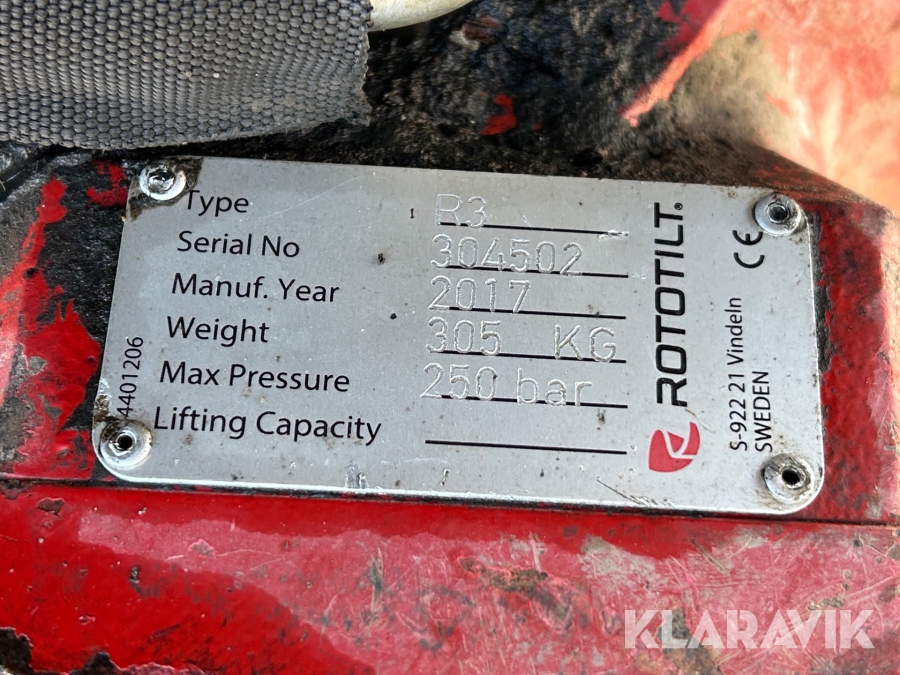 Type R3
Serial No 304502
Manuf. Year 2017
Weight 305 KG
Max Pressure 250 bar
Lifting Capacity
4401206
ROTOTILT®
CE
S-922 21 Vindeln
SWEDEN
KLARAVIK